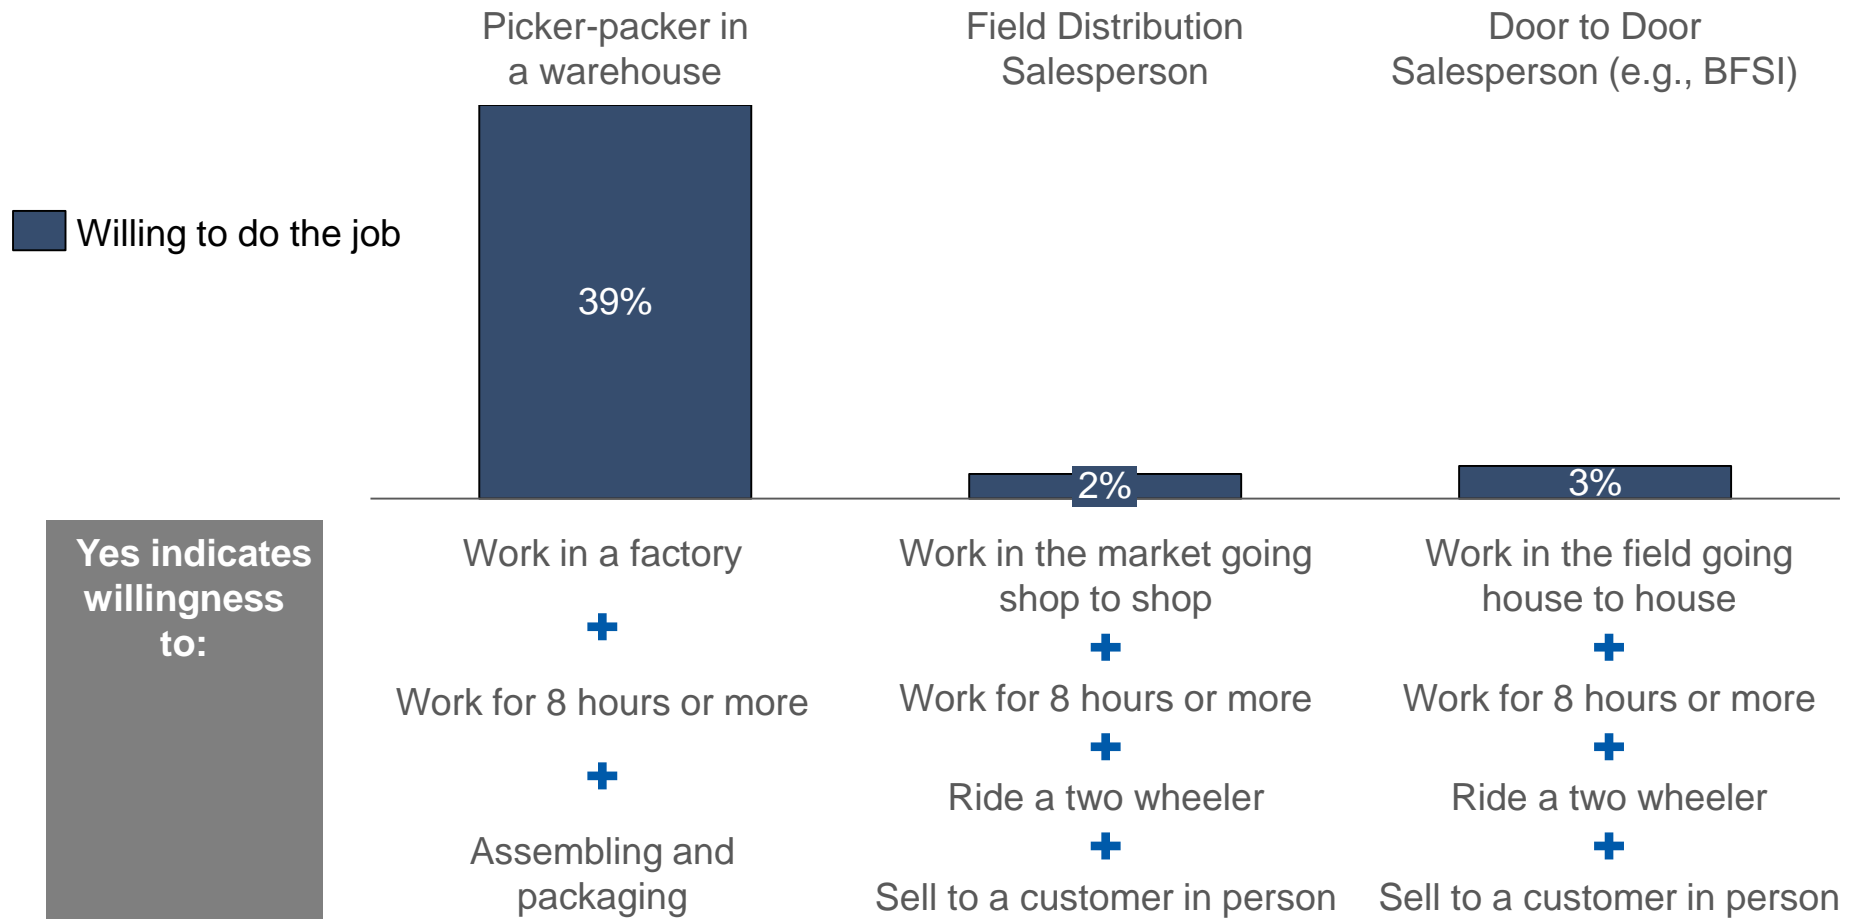 Picker-packer in
a warehouse
Field Distribution
Salesperson
Door to Door
Salesperson (e.g., BFSI)
Willing to do the job
39%
2%
3%
Yes indicates
willingness
to:
Work in a factory
Work for 8 hours or more
Assembling and
packaging
Work in the market going
shop to shop
Work for 8 hours or more
Ride a two wheeler
Sell to a customer in person
Work in the field going
house to house
Work for 8 hours or more
Ride a two wheeler
Sell to a customer in person